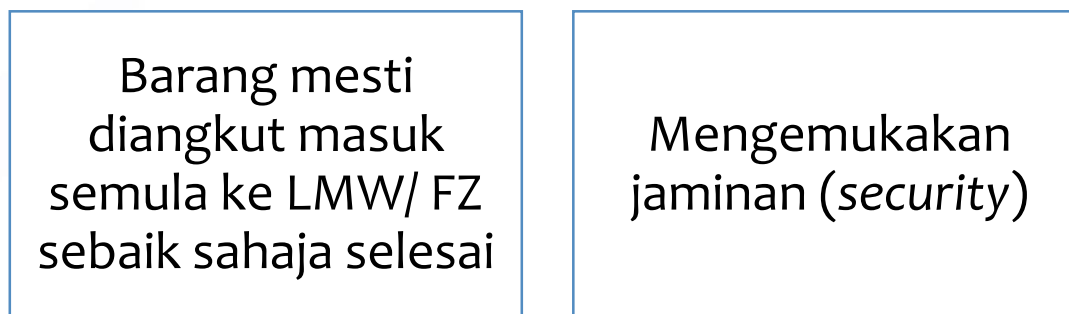 Barang mesti
diangkut masuk
semula ke LMW/ FZ
sebaik sahaja selesai
Mengemukakan
jaminan (security)